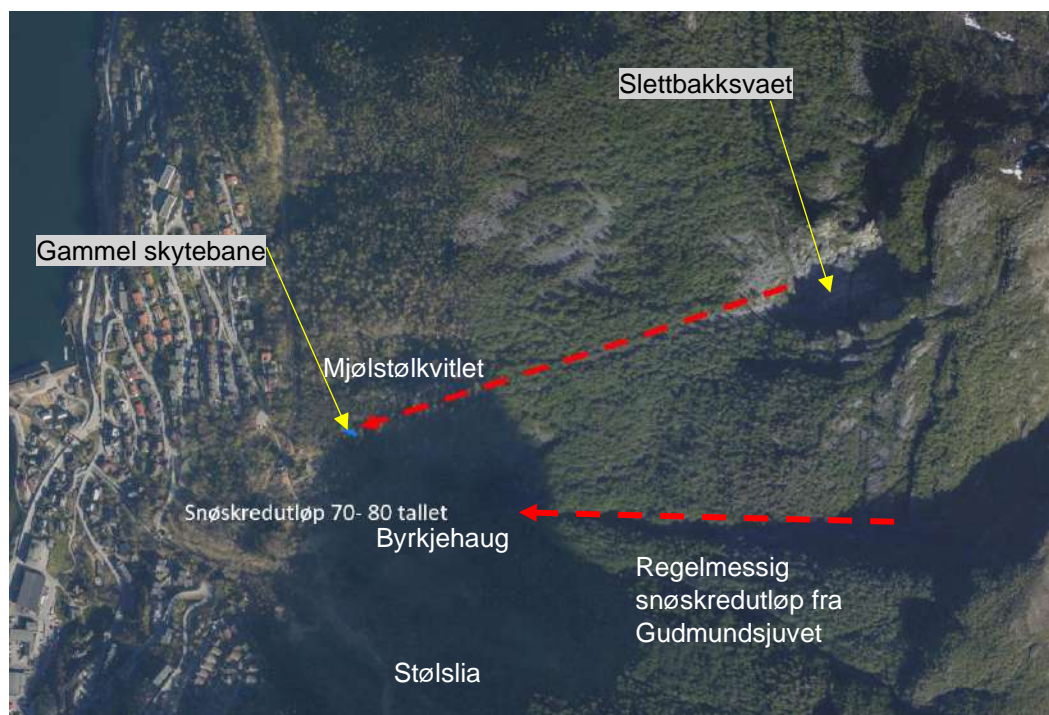 Slettbakksvaet
Gammel skytebane
Mjølstølkvitlet
Snøskredutløp 70- 80 tallet
Byrkjehaug
Regelmessig
snøskredutløp fra
Gudmundsjuvet
Stølslia